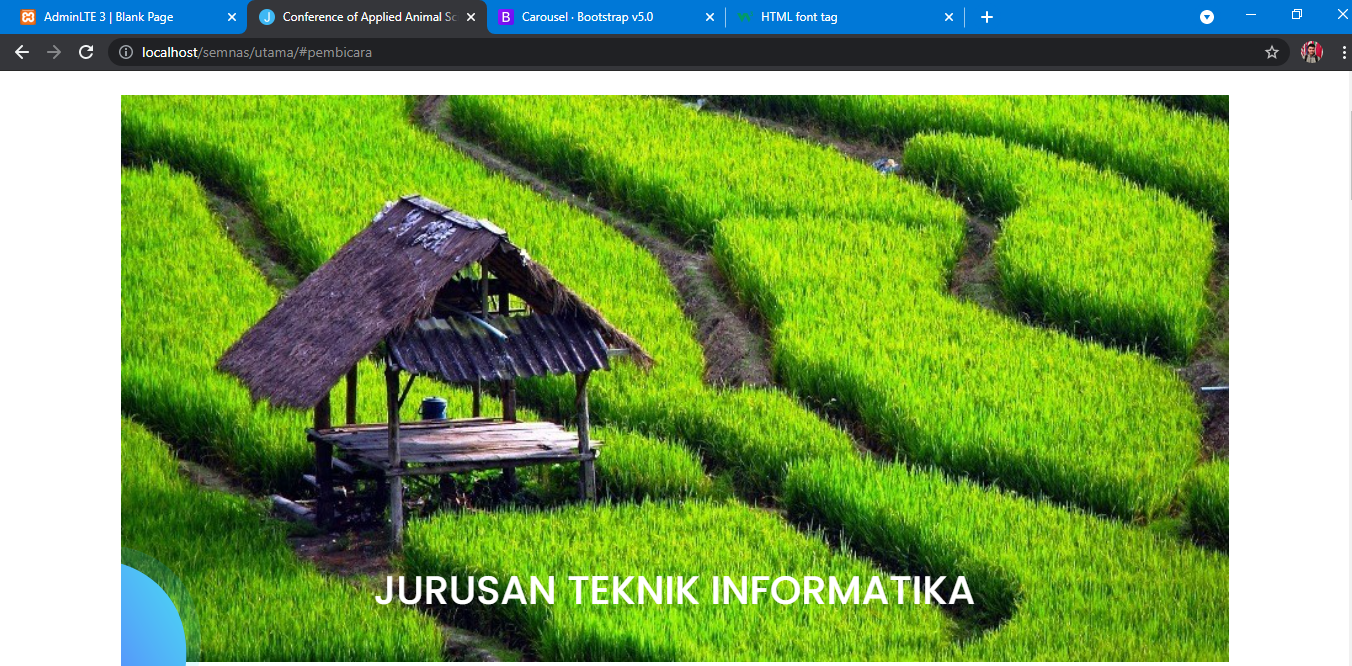 AdminLTE 3 | Blank Page
Conference of Applied Animal Sc
Carousel · Bootstrap v5.0
HTML font tag
localhost/semnas/utama/#pembicara
JURUSAN TEKNIK INFORMATIKA